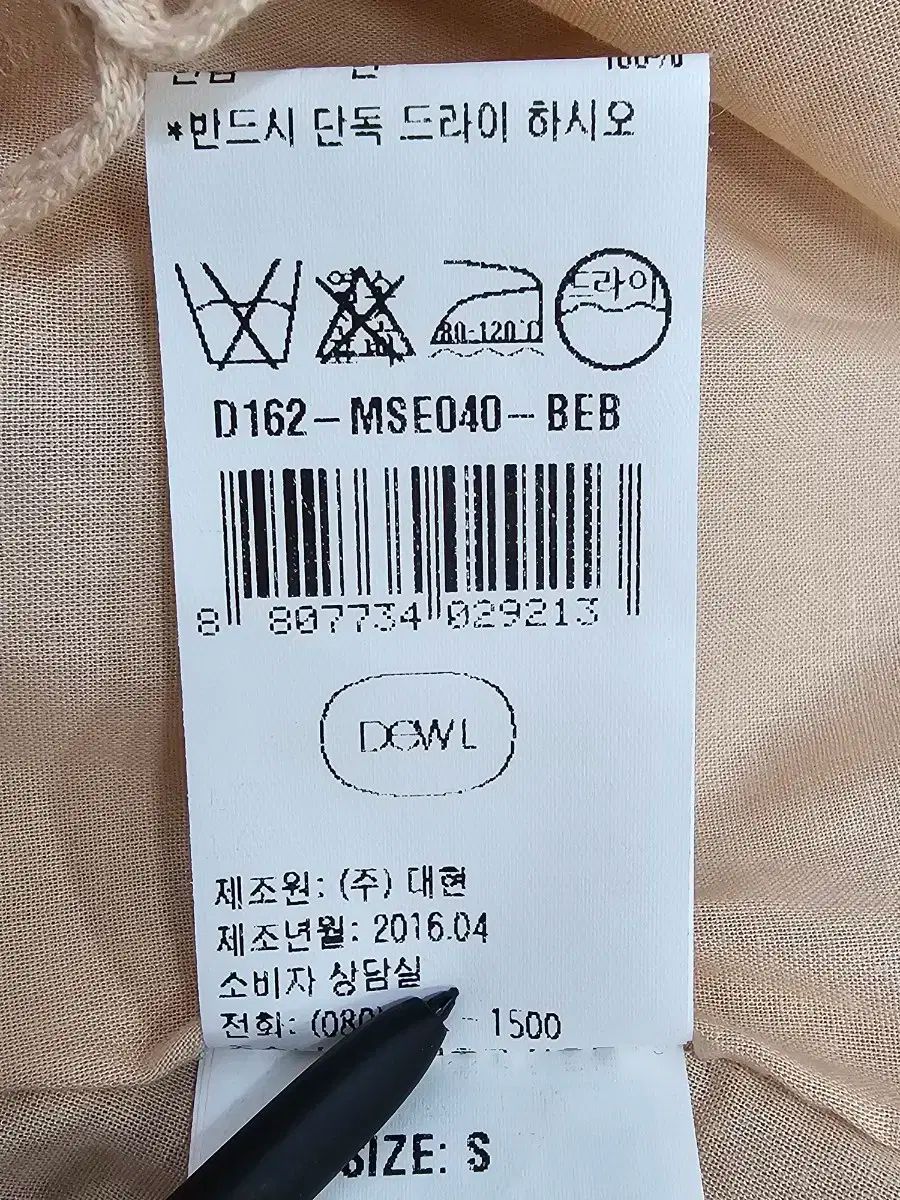 100%
*반드시 단독 드라이 하시오
80-120℃
드라이
D162-MSE040-BEB
8 807734 029213
DEWL
제조원: (주) 대현
제조년월: 2016.04
소비자 상담실
전화: (080) - 1500
SIZE: S